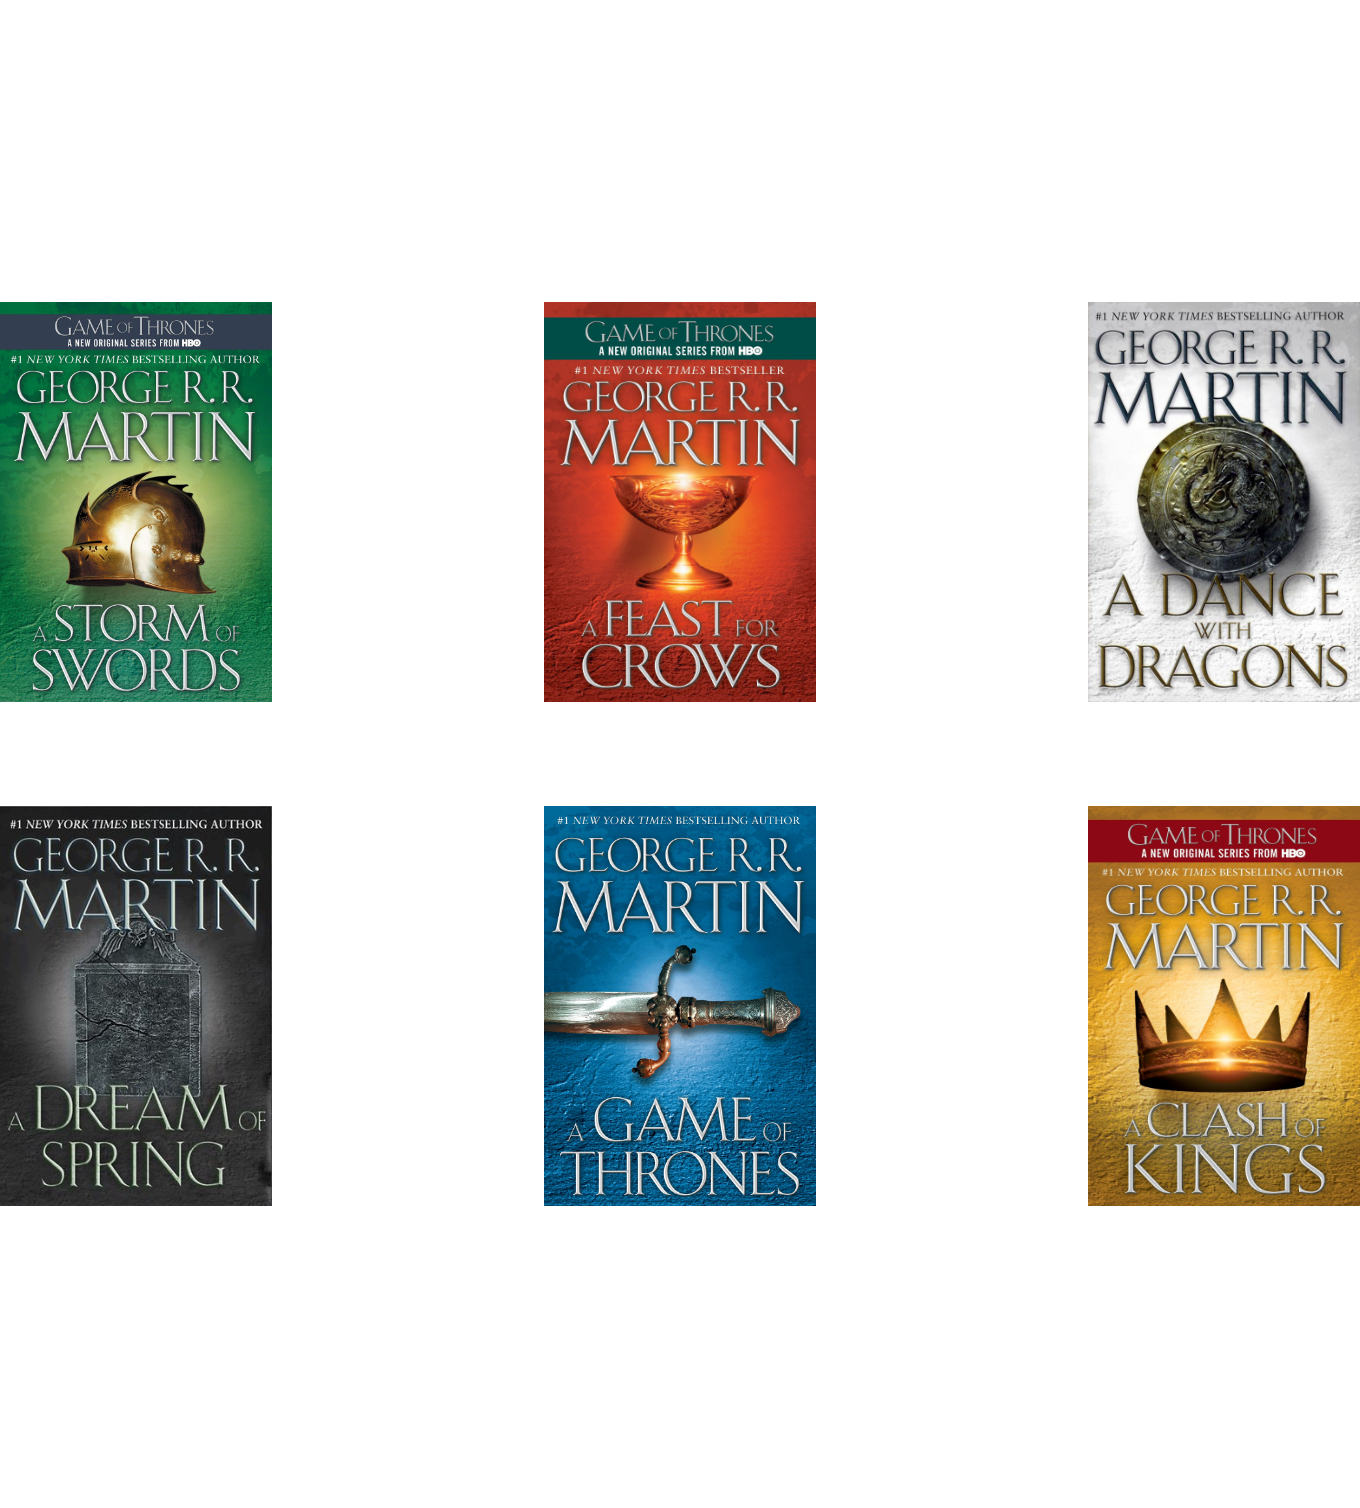 GAME OF THRONES
A NEW ORIGINAL SERIES FROM HBO
#1 NEW YORK TIMES BESTSELLING AUTHOR
GEORGE R. R.
MARTIN
A STORM OF
SWORDS
GAME OF THRONES
A NEW ORIGINAL SERIES FROM HBO
#1 NEW YORK TIMES BESTSELLER
GEORGE R. R.
MARTIN
A FEAST FOR
CROWS
#1 NEW YORK TIMES BESTSELLING AUTHOR
GEORGE R. R.
MARTIN
A DANCE
WITH
DRAGONS
#1 NEW YORK TIMES BESTSELLING AUTHOR
GEORGE R. R.
MARTIN
A DREAM OF
SPRING
#1 NEW YORK TIMES BESTSELLING AUTHOR
GEORGE R. R.
MARTIN
A GAME OF
THRONES
GAME OF THRONES
A NEW ORIGINAL SERIES FROM HBO
#1 NEW YORK TIMES BESTSELLING AUTHOR
GEORGE R. R.
MARTIN
A CLASH OF
KINGS